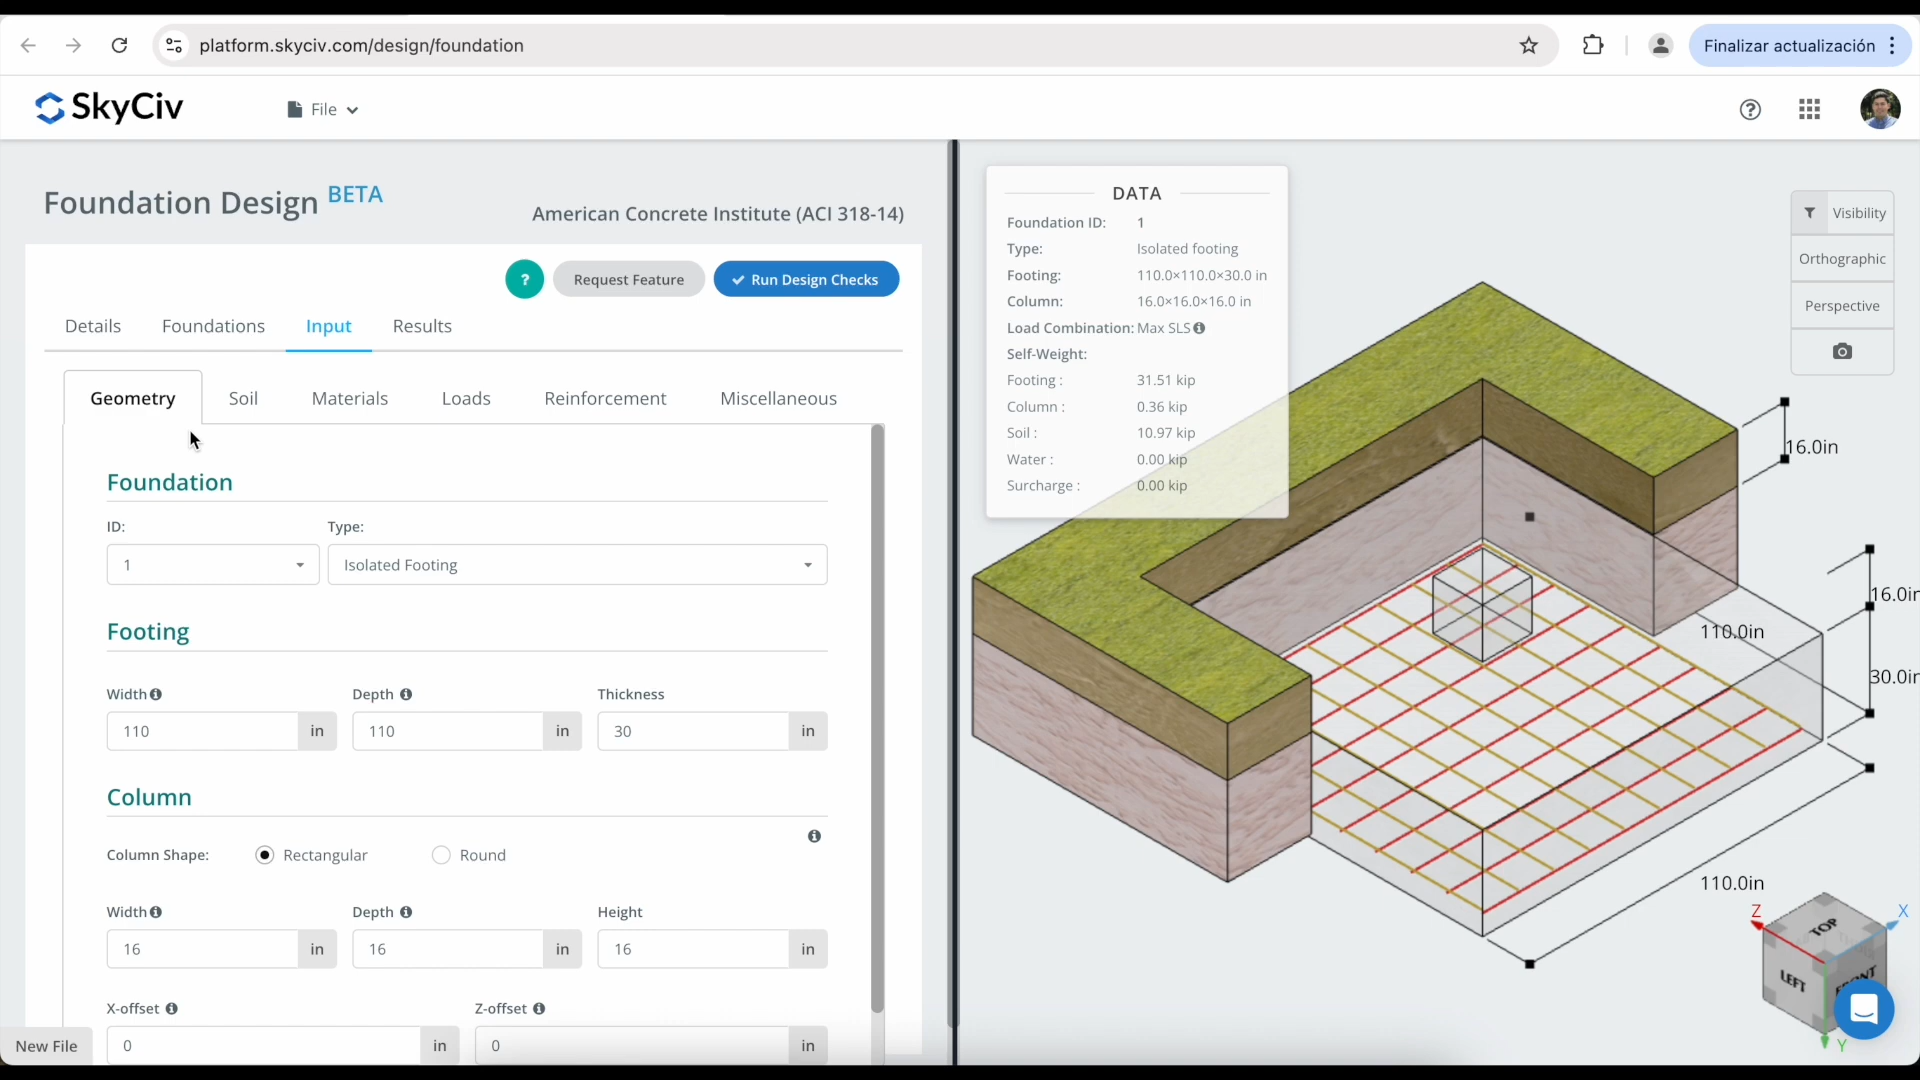 platform.skyciv.com/design/foundation
Finalizar actualización
SkyCiv
File
Foundation Design BETA
American Concrete Institute (ACI 318-14)
?
Request Feature
Run Design Checks
Details
Foundations
Input
Results
Geometry
Soil
Materials
Loads
Reinforcement
Miscellaneous
Foundation
ID:
Type:
1
Isolated Footing
Footing
Width
Depth
Thickness
110
in
110
in
30
in
Column
Column Shape:
Rectangular
Round
Width
Depth
Height
16
in
16
in
16
in
X-offset
Z-offset
0
in
0
in
New File
DATA
Foundation ID: 1
Type: Isolated footing
Footing: 110.0×110.0×30.0 in
Column: 16.0×16.0×16.0 in
Load Combination: Max SLS
Self-Weight:
Footing : 31.51 kip
Column : 0.36 kip
Soil : 10.97 kip
Water : 0.00 kip
Surcharge : 0.00 kip
Visibility
Orthographic
Perspective
16.0in
16.0in
110.0in
30.0in
110.0in
Z
X
TOP
LEFT
FRONT
Y